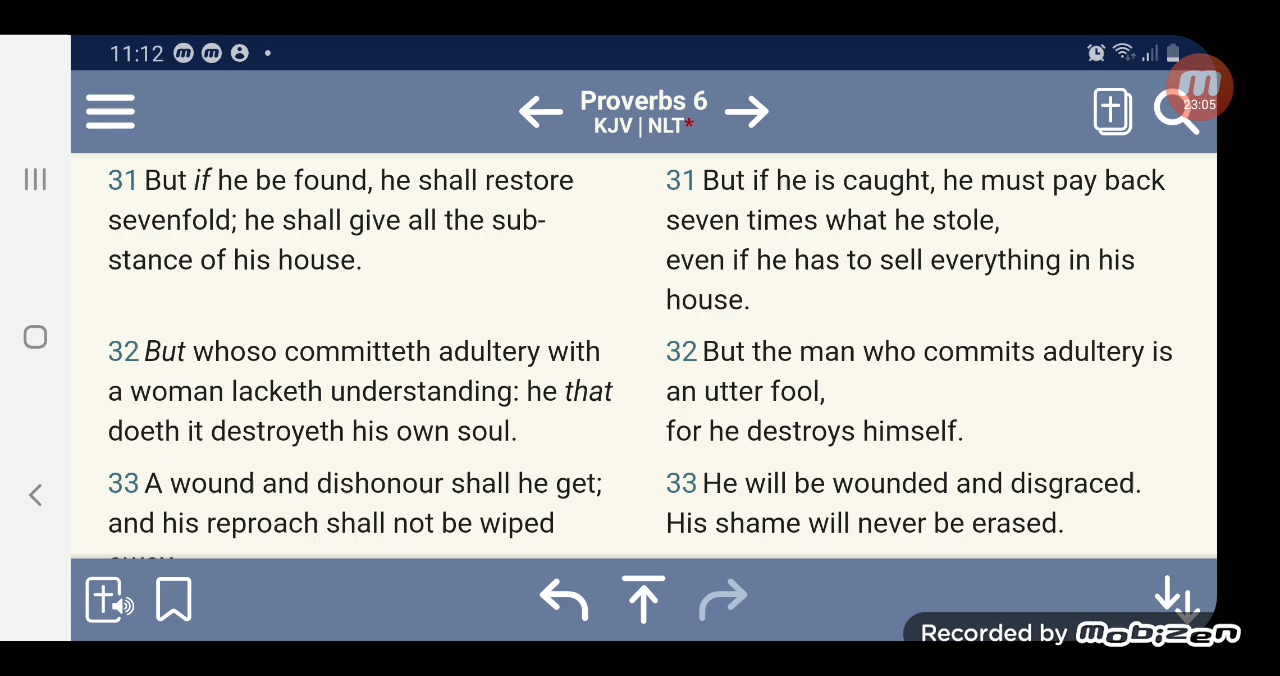 11:12
23:05
Proverbs 6
KJV | NLT*
31 But if he be found, he shall restore
sevenfold; he shall give all the sub-
stance of his house.
32 But whoso committeth adultery with
a woman lacketh understanding: he that
doeth it destroyeth his own soul.
33 A wound and dishonour shall he get;
and his reproach shall not be wiped
31 But if he is caught, he must pay back
seven times what he stole,
even if he has to sell everything in his
house.
32 But the man who commits adultery is
an utter fool,
for he destroys himself.
33 He will be wounded and disgraced.
His shame will never be erased.
Recorded by Mobizen